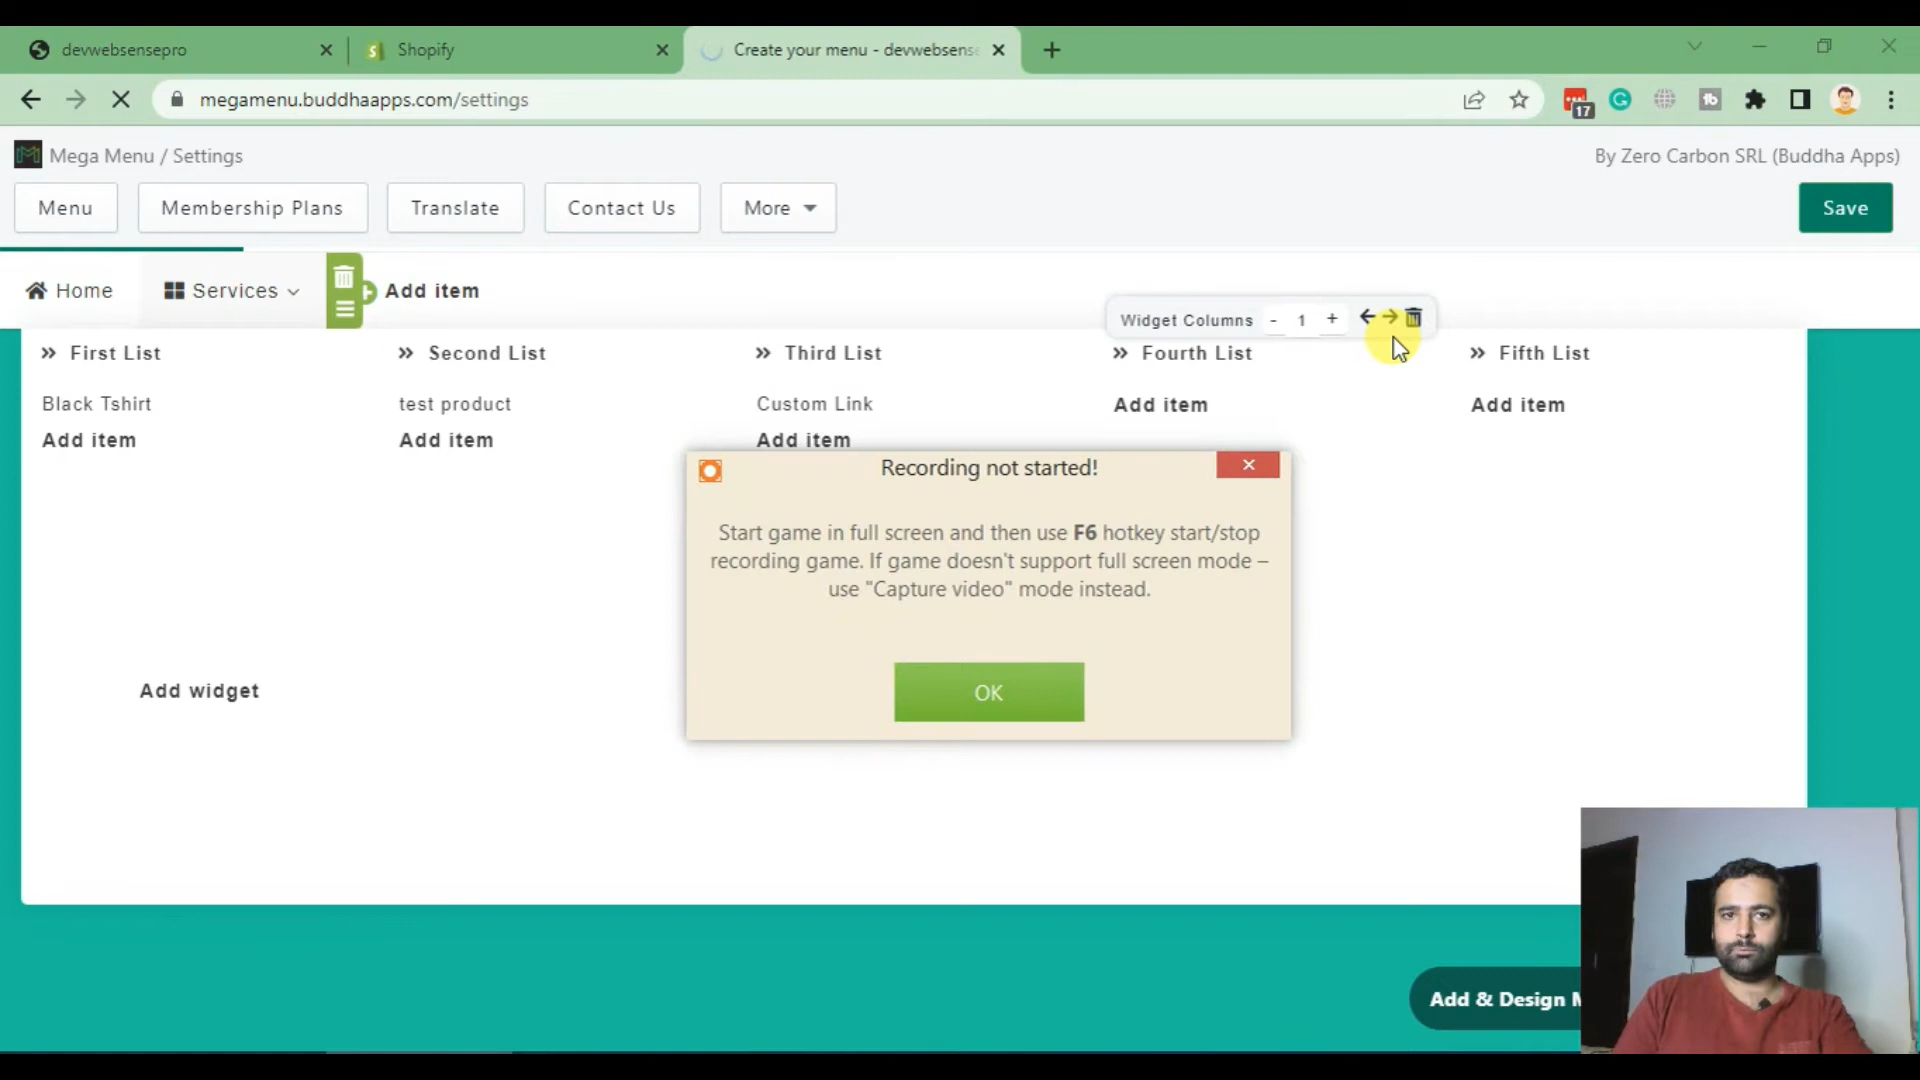 devwebsensepro
Shopify
Create your menu - devwebsens
megamenu.buddhaapps.com/settings
17
Mega Menu / Settings
By Zero Carbon SRL (Buddha Apps)
Menu
Membership Plans
Translate
Contact Us
More
Save
Home
Services
Add item
Widget Columns - 1 +
First List
Second List
Third List
Fourth List
Fifth List
Black Tshirt
test product
Custom Link
Add item
Add item
Add item
Add item
Add item
Recording not started!
Start game in full screen and then use F6 hotkey start/stop
recording game. If game doesn't support full screen mode –
use "Capture video" mode instead.
OK
Add widget
Add & Design